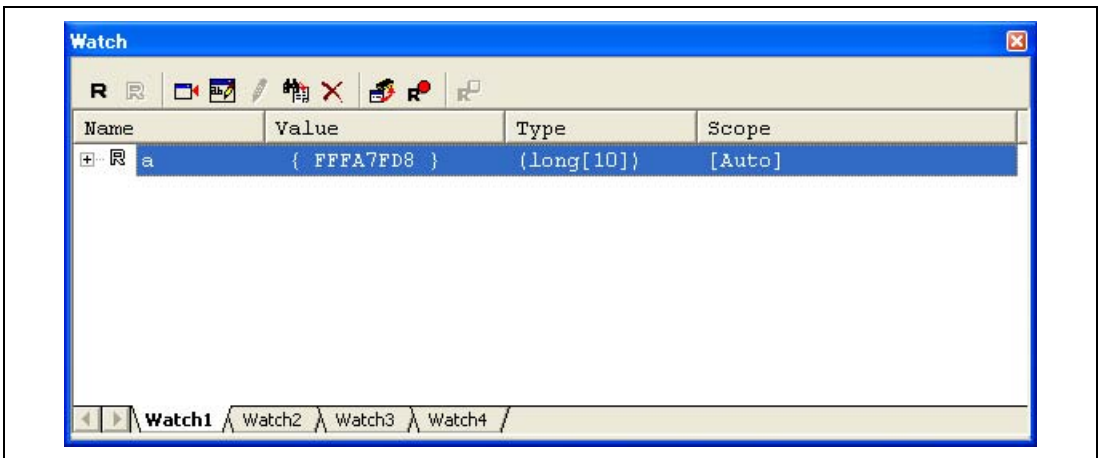 Watch
R R R R
Name Value Type Scope
R a { FFFA7FD8 } (long[10]) [Auto]
Watch1 Watch2 Watch3 Watch4